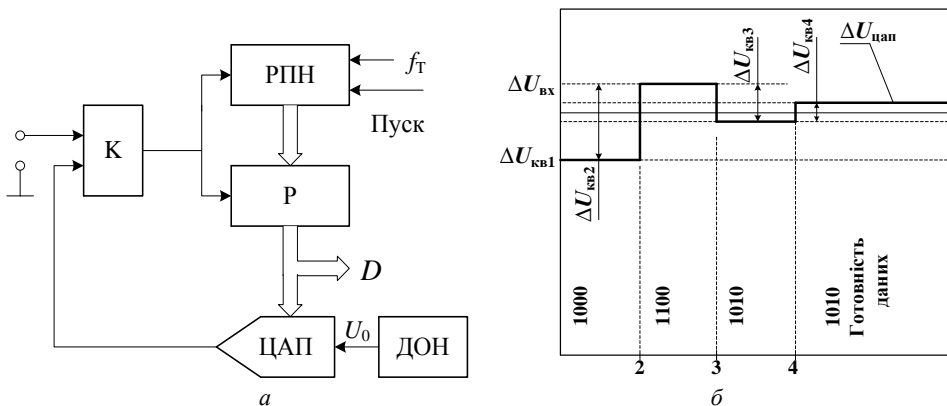 РПН
f_T
Пуск
К
Р
D
U_0
ЦАП
ДОН
а
ΔU_вх
ΔU_кв1
ΔU_кв2
ΔU_кв3
ΔU_кв4
ΔU_цап
1000
1100
1010
1010
Готовність
даних
2 3 4
б